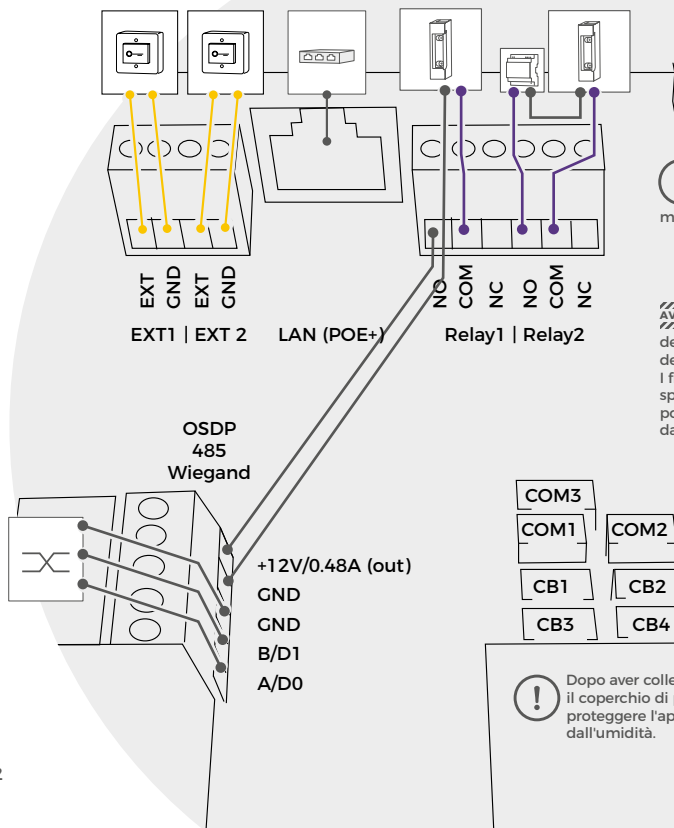 EXT
GND
EXT
GND
NO
COM
NC
NO
COM
NC
EXT1 | EXT 2
LAN (POE+)
Relay1 | Relay2
m
AV
de
de
I f
sp
po
da
OSDP
485
Wiegand
+12V/0.48A (out)
GND
GND
B/D1
A/D0
COM3
COM1
COM2
CB1
CB2
CB3
CB4
!
Dopo aver colle
il coperchio di
proteggere l'ap
dall'umidità.
2